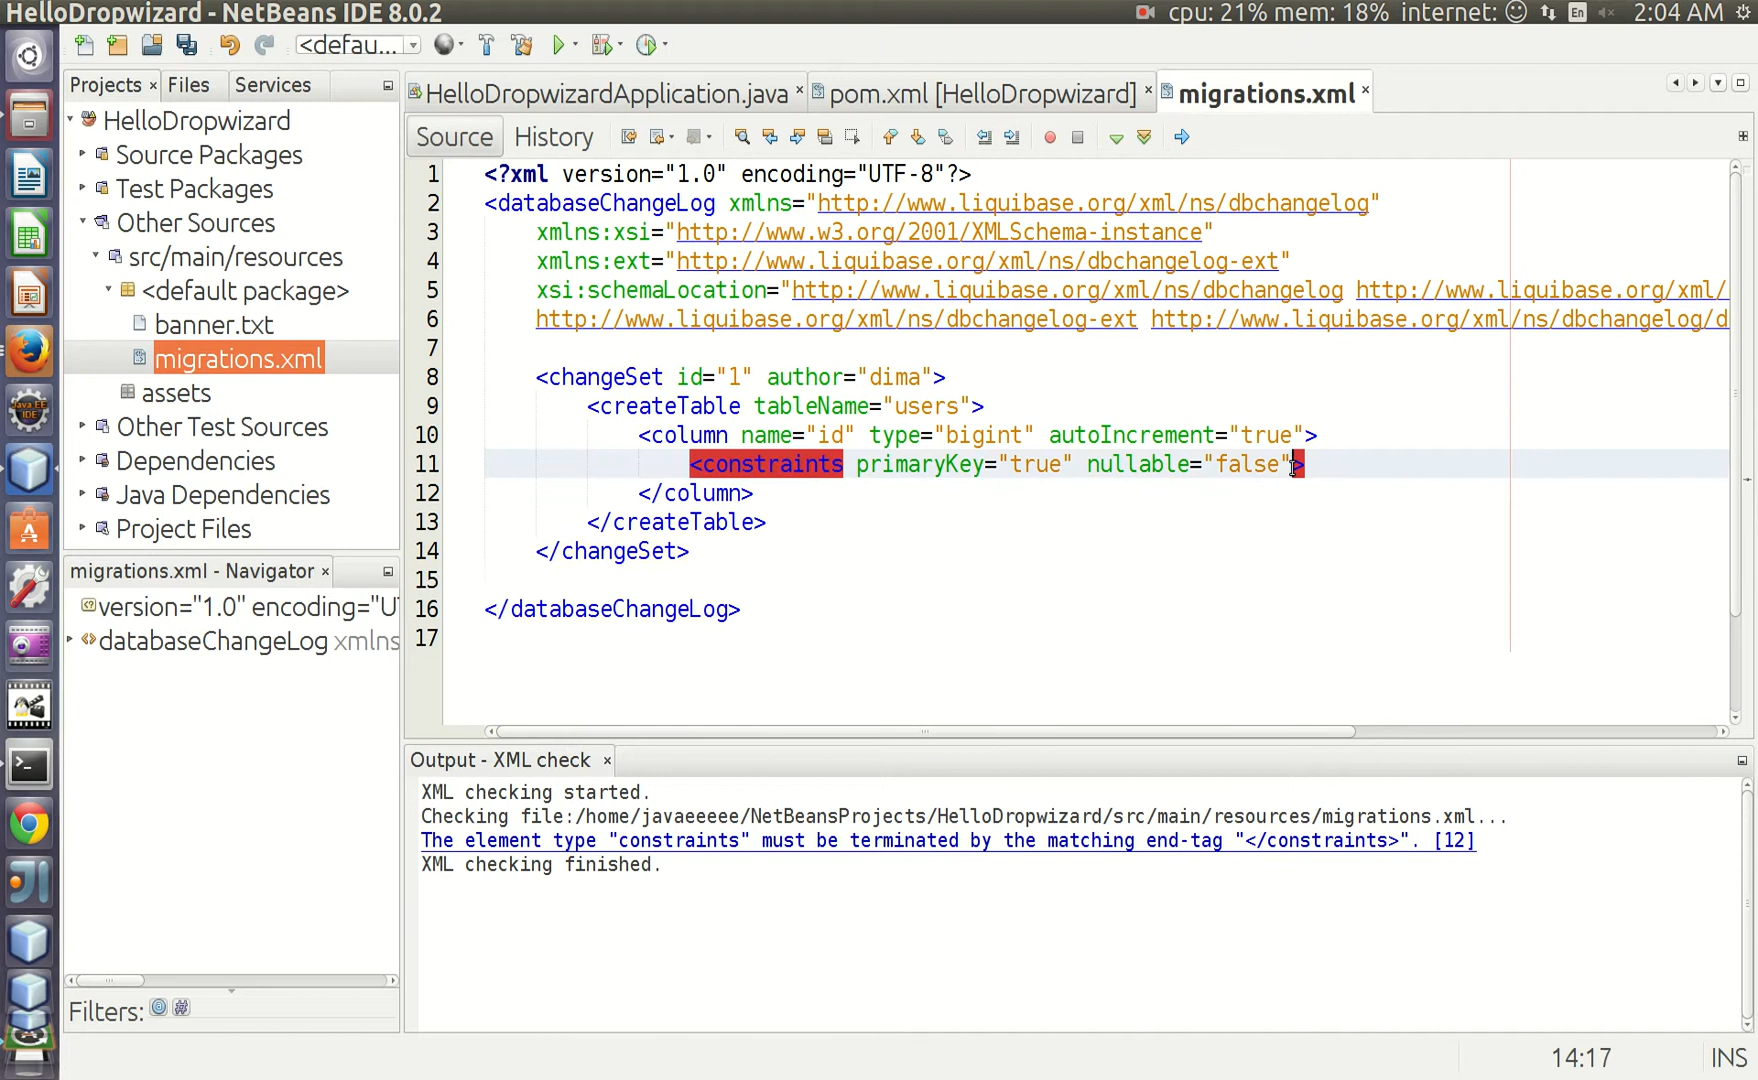 HelloDropwizard - NetBeans IDE 8.0.2
cpu: 21% mem: 18% internet: En 2:04 AM
<defau...
Projects × Files Services
HelloDropwizardApplication.java × pom.xml [HelloDropwizard] × migrations.xml ×
Source History
HelloDropwizard
Source Packages
Test Packages
Other Sources
src/main/resources
<default package>
banner.txt
migrations.xml
assets
Other Test Sources
Dependencies
Java Dependencies
Project Files
1 <?xml version="1.0" encoding="UTF-8"?>
2 <databaseChangeLog xmlns="http://www.liquibase.org/xml/ns/dbchangelog"
3 xmlns:xsi="http://www.w3.org/2001/XMLSchema-instance"
4 xmlns:ext="http://www.liquibase.org/xml/ns/dbchangelog-ext"
5 xsi:schemaLocation="http://www.liquibase.org/xml/ns/dbchangelog http://www.liquibase.org/xml/
6 http://www.liquibase.org/xml/ns/dbchangelog-ext http://www.liquibase.org/xml/ns/dbchangelog/d
7
8 <changeSet id="1" author="dima">
9 <createTable tableName="users">
10 <column name="id" type="bigint" autoIncrement="true">
11 <constraints primaryKey="true" nullable="false">
12 </column>
13 </createTable>
14 </changeSet>
15
16 </databaseChangeLog>
17
migrations.xml - Navigator ×
version="1.0" encoding="UT
databaseChangeLog xmlns
Filters:
Output - XML check ×
XML checking started.
Checking file:/home/javaeeeee/NetBeansProjects/HelloDropwizard/src/main/resources/migrations.xml...
The element type "constraints" must be terminated by the matching end-tag "</constraints>". [12]
XML checking finished.
14:17 INS